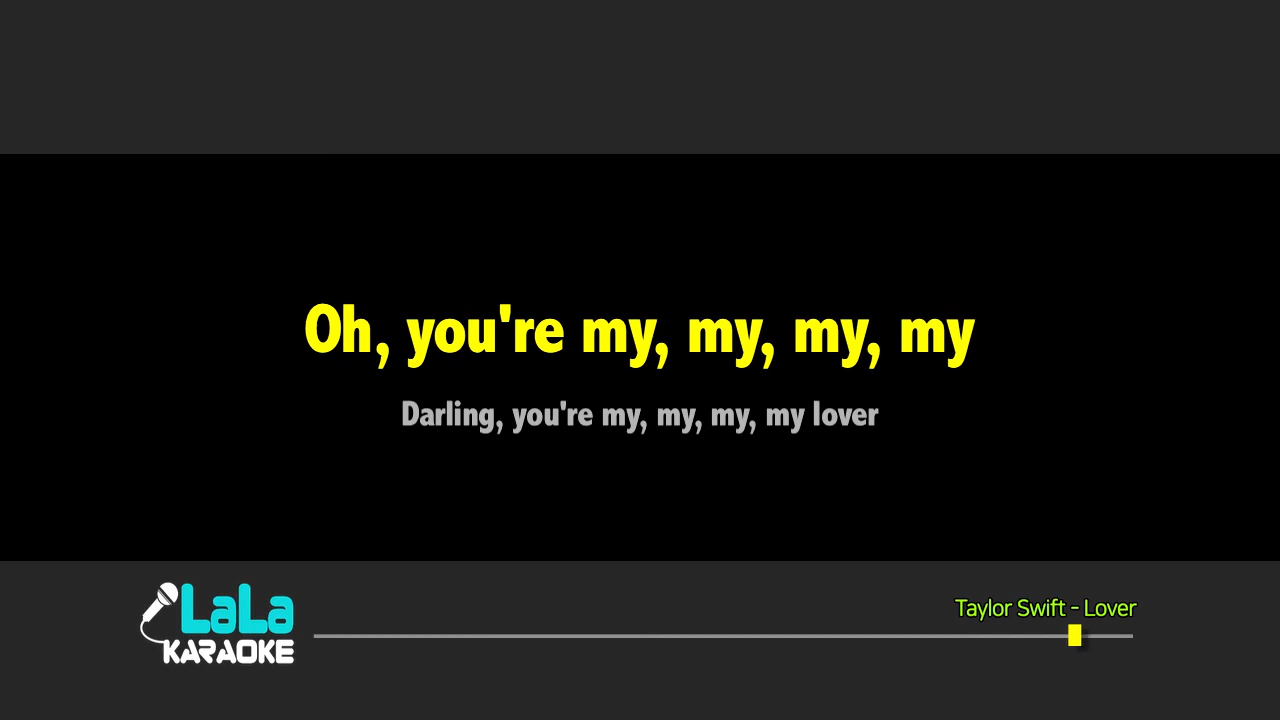 Oh, you're my, my, my, my
Darling, you're my, my, my, my lover
Taylor Swift - Lover
LaLa
KARAOKE